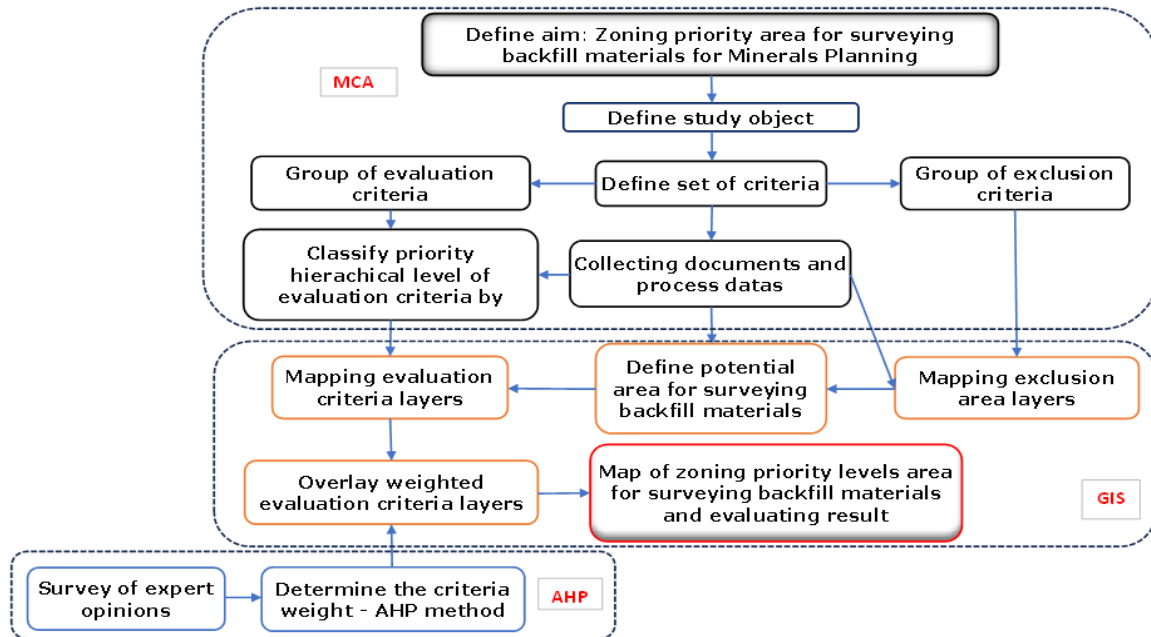 Define aim: Zoning priority area for surveying
backfill materials for Minerals Planning
MCA
Define study object
Group of evaluation
criteria
Define set of criteria
Group of exclusion
criteria
Classify priority
hierachical level of
evaluation criteria by
Collecting documents and
process datas
Mapping evaluation
criteria layers
Define potential
area for surveying
backfill materials
Mapping exclusion
area layers
Overlay weighted
evaluation criteria layers
Map of zoning priority levels area
for surveying backfill materials
and evaluating result
GIS
Survey of expert
opinions
Determine the criteria
weight - AHP method
AHP